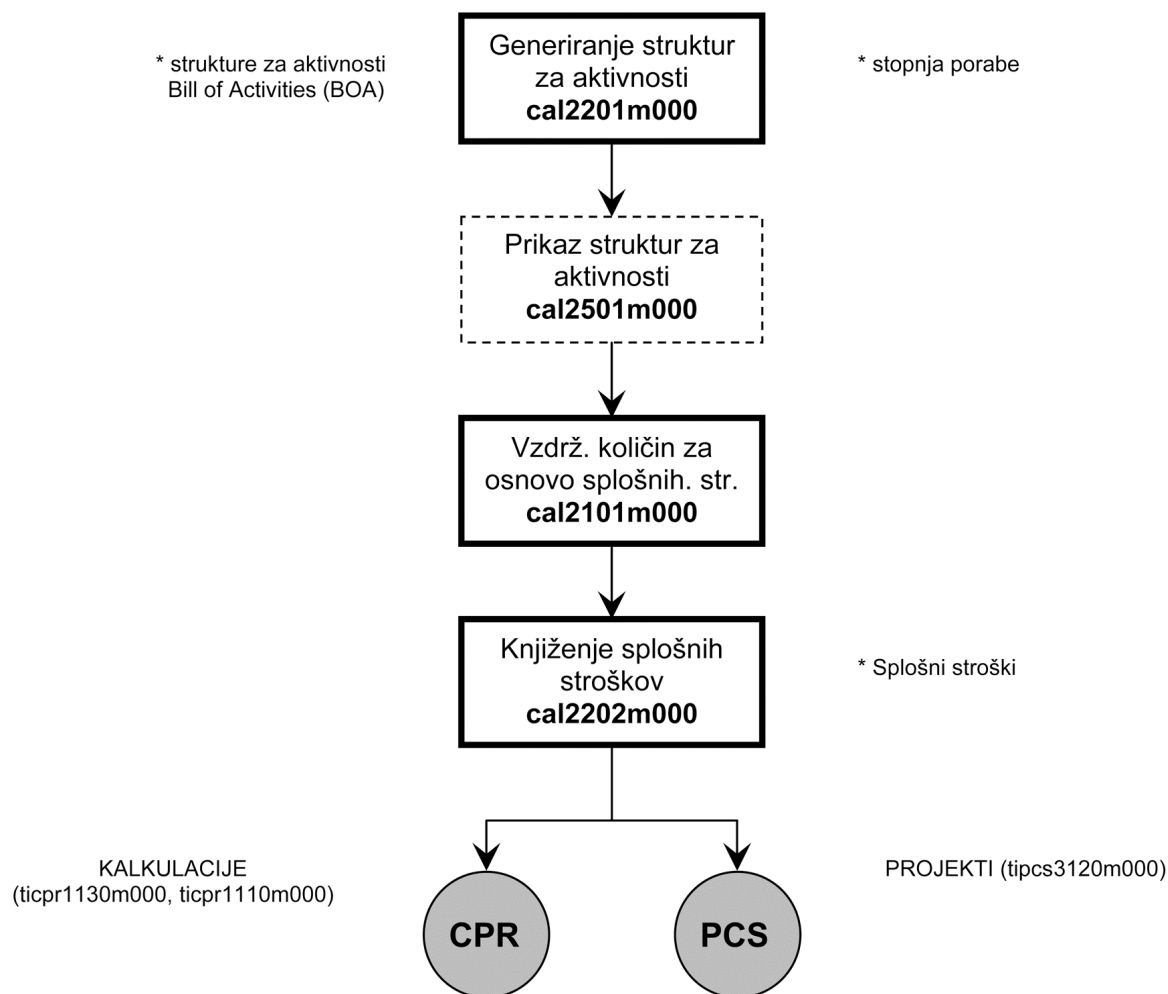 * strukture za aktivnosti
Bill of Activities (BOA)
Generiranje struktur
za aktivnosti
cal2201m000
* stopnja porabe
Prikaz struktur za
aktivnosti
cal2501m000
Vzdrž. količin za
osnovo splošnih. str.
cal2101m000
Knjiženje splošnih
stroškov
cal2202m000
* Splošni stroški
KALKULACIJE
(ticpr1130m000, ticpr1110m000)
CPR
PCS
PROJEKTI (tipcs3120m000)